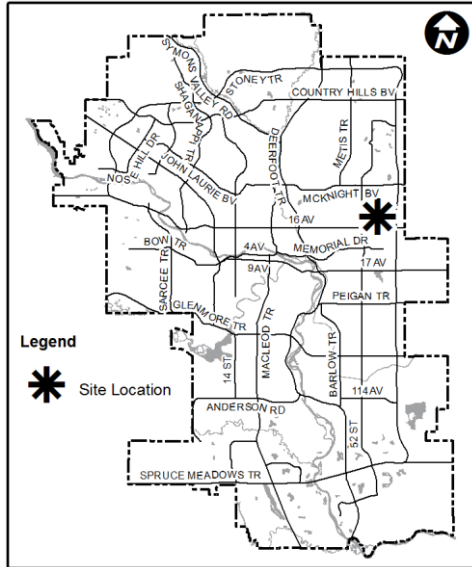 N
SYMONS VALLEY RD
STONEY TR
COUNTRY HILLS BV
SHAGANAPPI TR
METIS TR
DEERFOOT TR
NOSE HILL DR
JOHN LAURIE BV
MCKNIGHT BV
16 AV
BOW TR
4 AV
MEMORIAL DR
9 AV
17 AV
SARCEE TR
PEIGAN TR
GLENMORE TR
Legend
Site Location
14 ST
MACLEOD TR
BARLOW TR
114 AV
ANDERSON RD
52 ST
SPRUCE MEADOWS TR